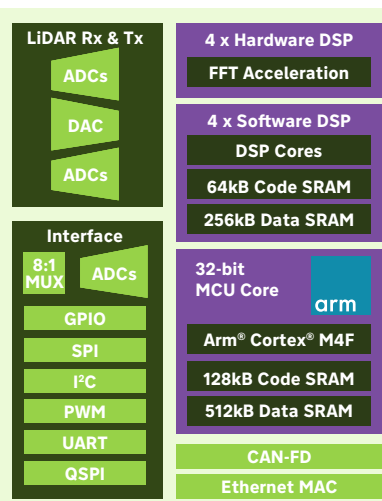 LiDAR Rx & Tx
ADCs
DAC
ADCs
Interface
8:1
MUX
ADCs
GPIO
SPI
I²C
PWM
UART
QSPI
4 x Hardware DSP
FFT Acceleration
4 x Software DSP
DSP Cores
64kB Code SRAM
256kB Data SRAM
32-bit
MCU Core
arm
Arm® Cortex® M4F
128kB Code SRAM
512kB Data SRAM
CAN-FD
Ethernet MAC